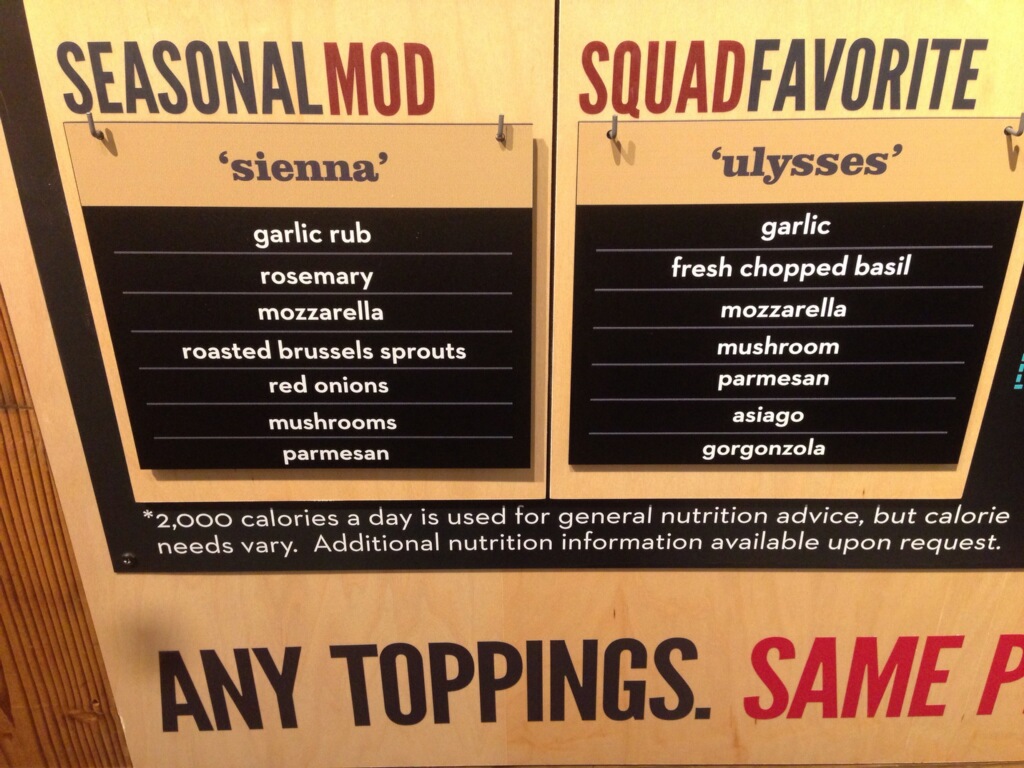 SEASONALMOD
'sienna'
garlic rub
rosemary
mozzarella
roasted brussels sprouts
red onions
mushrooms
parmesan
SQUADFAVORITE
'ulysses'
garlic
fresh chopped basil
mozzarella
mushroom
parmesan
asiago
gorgonzola
*2,000 calories a day is used for general nutrition advice, but calorie
needs vary. Additional nutrition information available upon request.
ANY TOPPINGS. SAME P